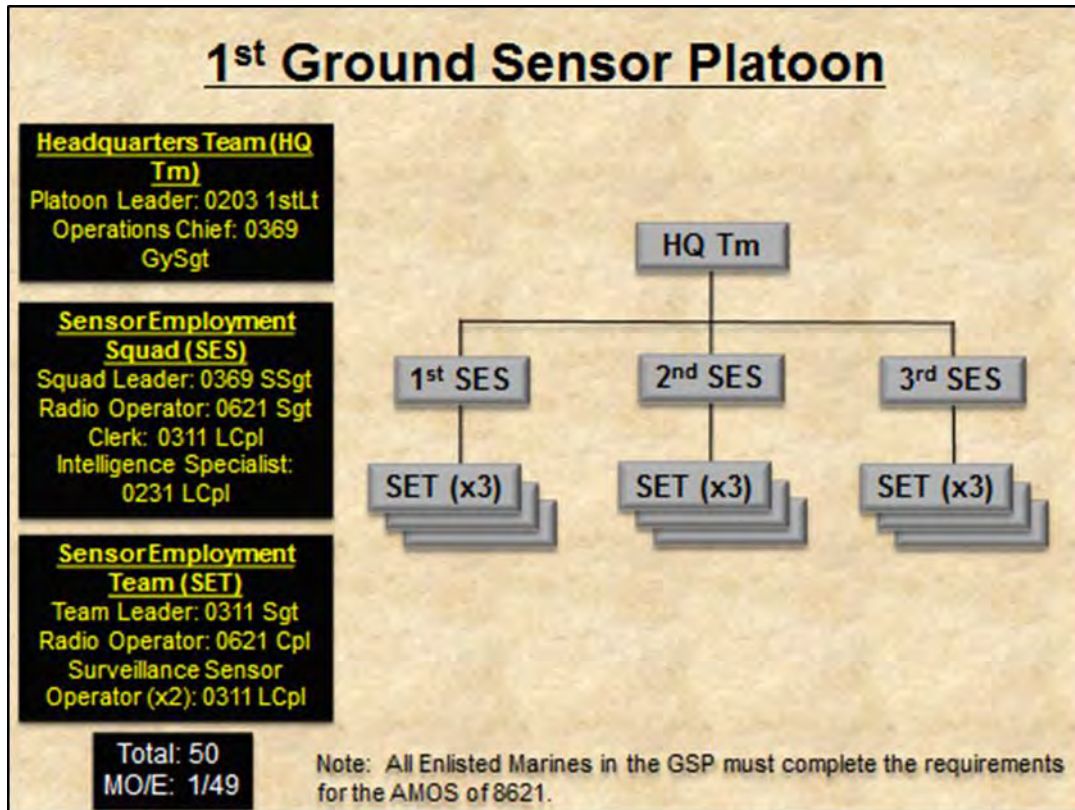 1st Ground Sensor Platoon
Headquarters Team (HQ
Tm)
Platoon Leader: 0203 1stLt
Operations Chief: 0369
GySgt
Sensor Employment
Squad (SES)
Squad Leader: 0369 SSgt
Radio Operator: 0621 Sgt
Clerk: 0311 LCpl
Intelligence Specialist:
0231 LCpl
Sensor Employment
Team (SET)
Team Leader: 0311 Sgt
Radio Operator: 0621 Cpl
Surveillance Sensor
Operator (x2): 0311 LCpl
Total: 50
MO/E: 1/49
HQ Tm
1st SES
2nd SES
3rd SES
SET (x3)
SET (x3)
SET (x3)
Note: All Enlisted Marines in the GSP must complete the requirements
for the AMOS of 8621.